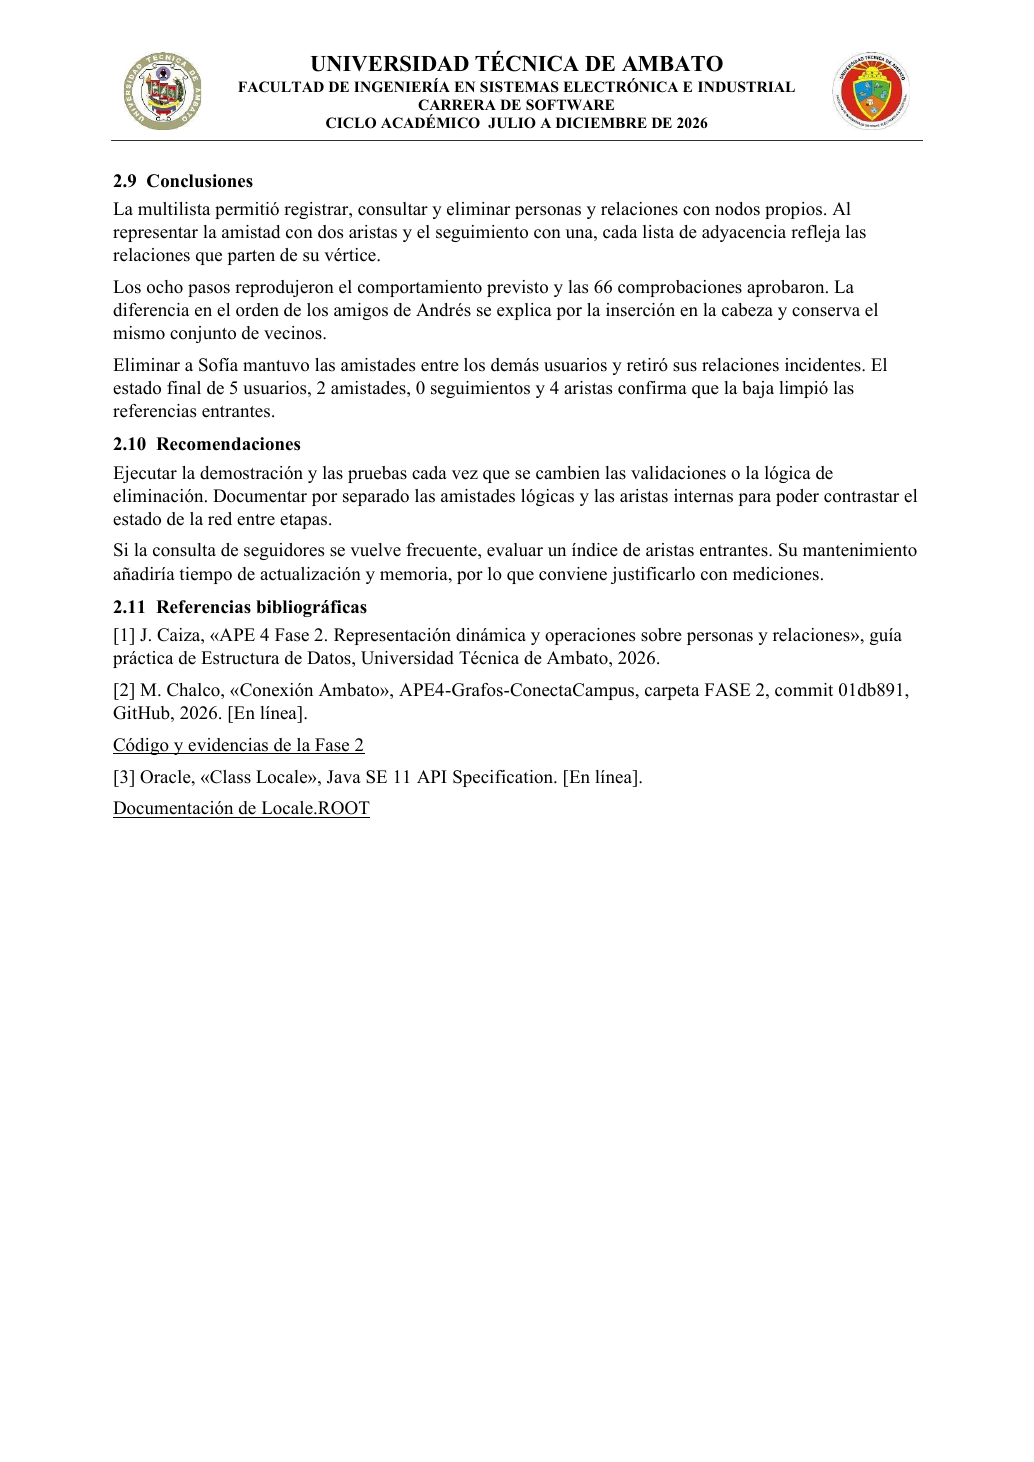 UNIVERSIDAD TÉCNICA DE AMBATO
FACULTAD DE INGENIERÍA EN SISTEMAS ELECTRÓNICA E INDUSTRIAL
CARRERA DE SOFTWARE
CICLO ACADÉMICO  JULIO A DICIEMBRE DE 2026
2.9  Conclusiones
La multilista permitió registrar, consultar y eliminar personas y relaciones con nodos propios. Al
representar la amistad con dos aristas y el seguimiento con una, cada lista de adyacencia refleja las
relaciones que parten de su vértice.
Los ocho pasos reprodujeron el comportamiento previsto y las 66 comprobaciones aprobaron. La
diferencia en el orden de los amigos de Andrés se explica por la inserción en la cabeza y conserva el
mismo conjunto de vecinos.
Eliminar a Sofía mantuvo las amistades entre los demás usuarios y retiró sus relaciones incidentes. El
estado final de 5 usuarios, 2 amistades, 0 seguimientos y 4 aristas confirma que la baja limpió las
referencias entrantes.
2.10  Recomendaciones
Ejecutar la demostración y las pruebas cada vez que se cambien las validaciones o la lógica de
eliminación. Documentar por separado las amistades lógicas y las aristas internas para poder contrastar el
estado de la red entre etapas.
Si la consulta de seguidores se vuelve frecuente, evaluar un índice de aristas entrantes. Su mantenimiento
añadiría tiempo de actualización y memoria, por lo que conviene justificarlo con mediciones.
2.11  Referencias bibliográficas
[1] J. Caiza, «APE 4 Fase 2. Representación dinámica y operaciones sobre personas y relaciones», guía
práctica de Estructura de Datos, Universidad Técnica de Ambato, 2026.
[2] M. Chalco, «Conexión Ambato», APE4-Grafos-ConectaCampus, carpeta FASE 2, commit 01db891,
GitHub, 2026. [En línea].
Código y evidencias de la Fase 2
[3] Oracle, «Class Locale», Java SE 11 API Specification. [En línea].
Documentación de Locale.ROOT